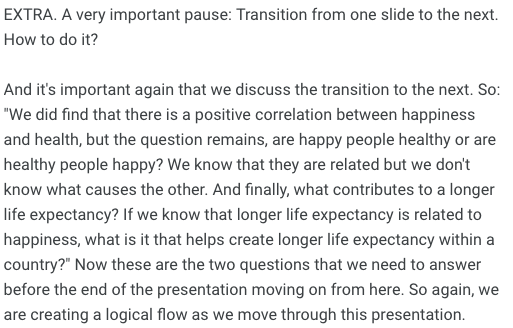 EXTRA. A very important pause: Transition from one slide to the next.
How to do it?
And it's important again that we discuss the transition to the next. So:
"We did find that there is a positive correlation between happiness
and health, but the question remains, are happy people healthy or are
healthy people happy? We know that they are related but we don't
know what causes the other. And finally, what contributes to a longer
life expectancy? If we know that longer life expectancy is related to
happiness, what is it that helps create longer life expectancy within a
country?" Now these are the two questions that we need to answer
before the end of the presentation moving on from here. So again, we
are creating a logical flow as we move through this presentation.